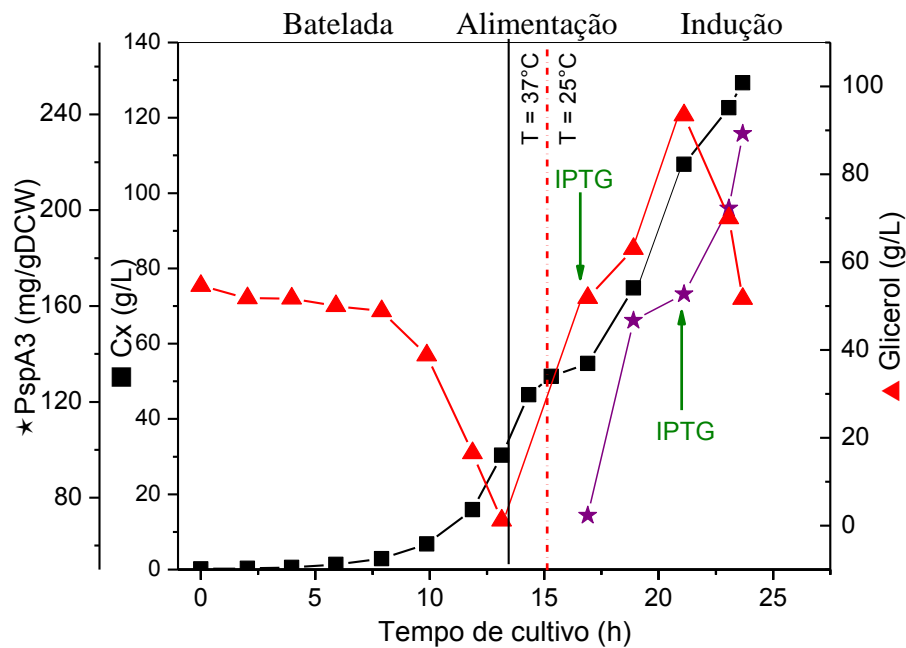 Batelada Alimentação Indução
★PspA3 (mg/gDCW)
240
200
160
120
80
■ Cx (g/L)
140
120
100
80
60
40
20
0
T = 37°C
T = 25°C
IPTG
IPTG
100
80
60
40
20
0
▲ Glicerol (g/L)
0 5 10 15 20 25
Tempo de cultivo (h)